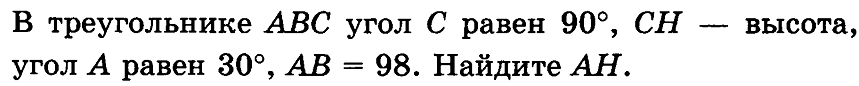 В треугольнике ABC угол C равен 90°, CH — высота,
угол A равен 30°, AB = 98. Найдите AH.